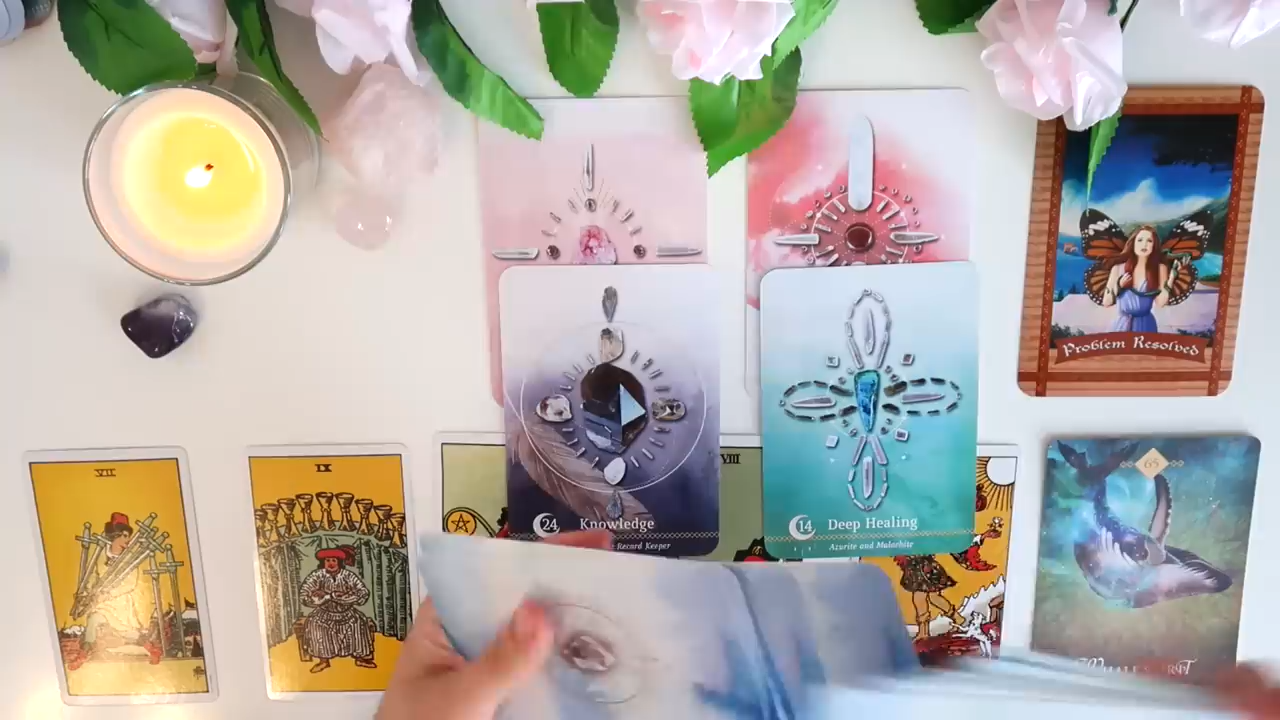 Problem Resolved
VII
IX
VIII
65
24 Knowledge
Record Keeper
14 Deep Healing
Azurite and Malachite